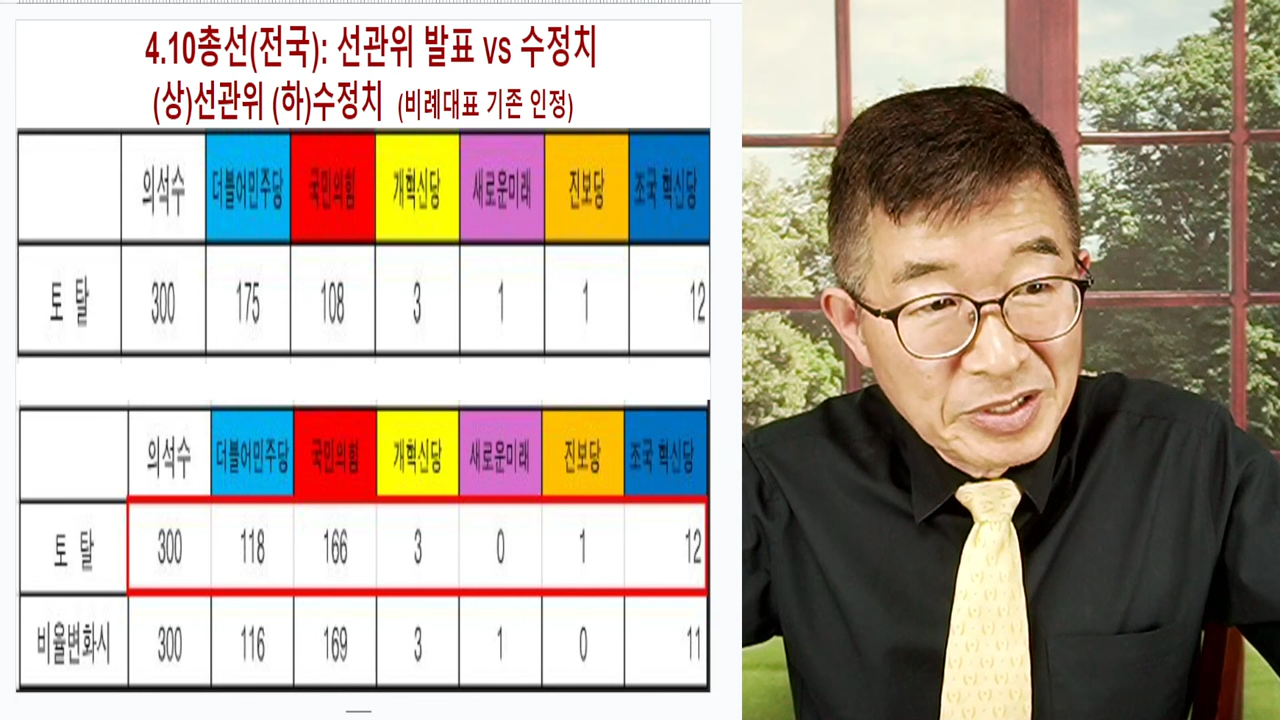 4.10총선(전국): 선관위 발표 vs 수정치
(상)선관위 (하)수정치 (비례대표 기존 인정)
의석수 더불어민주당 국민의힘 개혁신당 새로운미래 진보당 조국 혁신당
토 탈 300 175 108 3 1 1 12
의석수 더불어민주당 국민의힘 개혁신당 새로운미래 진보당 조국 혁신당
토 탈 300 118 166 3 0 1 12
비율변화시 300 116 169 3 1 0 11